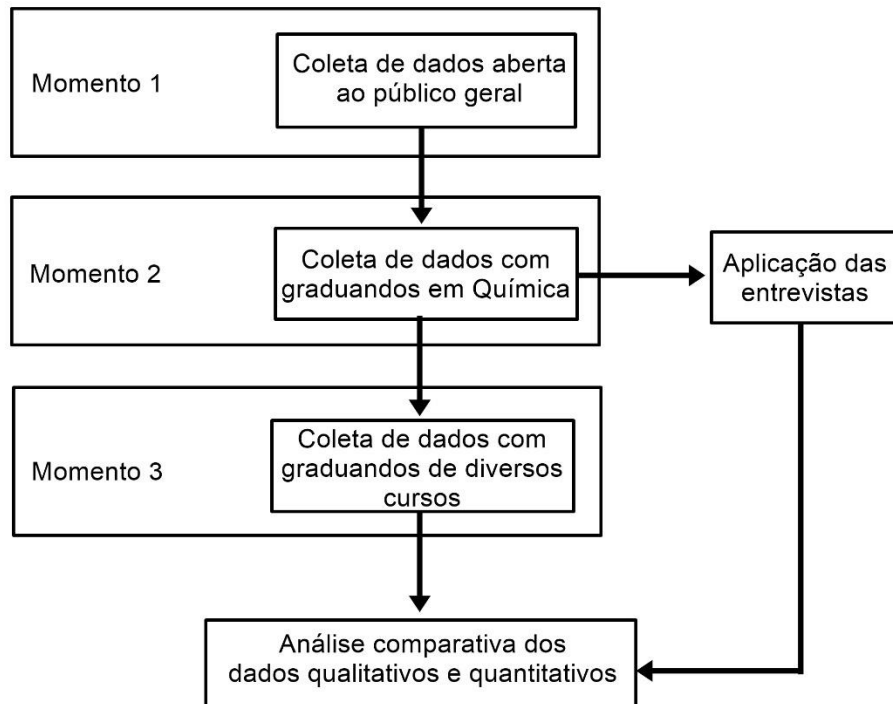 Momento 1
Coleta de dados aberta
ao público geral
Momento 2
Coleta de dados com
graduandos em Química
Aplicação das
entrevistas
Momento 3
Coleta de dados com
graduandos de diversos
cursos
Análise comparativa dos
dados qualitativos e quantitativos